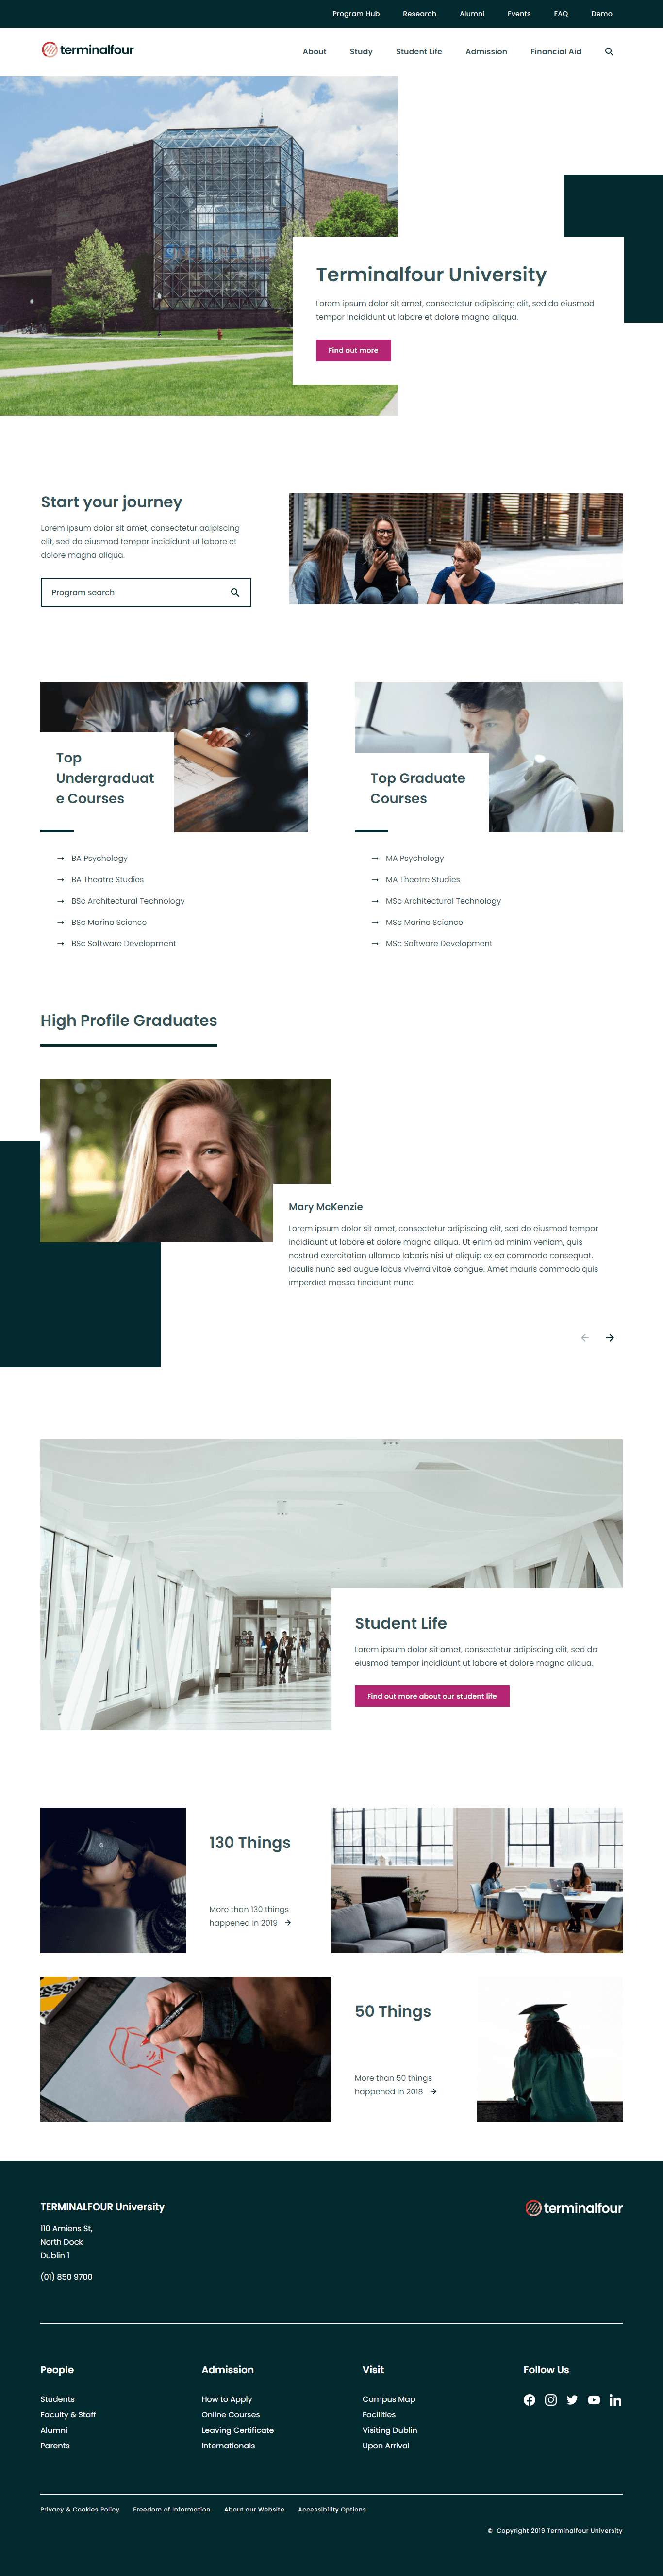 Program Hub Research Alumni Events FAQ Demo
terminalfour About Study Student Life Admission Financial Aid
Terminalfour University
Lorem ipsum dolor sit amet, consectetur adipiscing elit, sed do eiusmod
tempor incididunt ut labore et dolore magna aliqua.
Find out more
Start your journey
Lorem ipsum dolor sit amet, consectetur adipiscing
elit, sed do eiusmod tempor incididunt ut labore et
dolore magna aliqua.
Program search
Top
Undergraduat
e Courses
BA Psychology
BA Theatre Studies
BSc Architectural Technology
BSc Marine Science
BSc Software Development
Top Graduate
Courses
MA Psychology
MA Theatre Studies
MSc Architectural Technology
MSc Marine Science
MSc Software Development
High Profile Graduates
Mary McKenzie
Lorem ipsum dolor sit amet, consectetur adipiscing elit, sed do eiusmod tempor
incididunt ut labore et dolore magna aliqua. Ut enim ad minim veniam, quis
nostrud exercitation ullamco laboris nisi ut aliquip ex ea commodo consequat.
Iaculis nunc sed augue lacus viverra vitae congue. Amet mauris commodo quis
imperdiet massa tincidunt nunc.
Student Life
Lorem ipsum dolor sit amet, consectetur adipiscing elit, sed do
eiusmod tempor incididunt ut labore et dolore magna aliqua.
Find out more about our student life
130 Things
More than 130 things
happened in 2019
50 Things
More than 50 things
happened in 2018
TERMINALFOUR University
terminalfour
110 Amiens St,
North Dock
Dublin 1
(01) 850 9700
People
Students
Faculty & Staff
Alumni
Parents
Admission
How to Apply
Online Courses
Leaving Certificate
Internationals
Visit
Campus Map
Facilities
Visiting Dublin
Upon Arrival
Follow Us
Privacy & Cookies Policy Freedom of Information About our Website Accessibility Options
© Copyright 2019 Terminalfour University